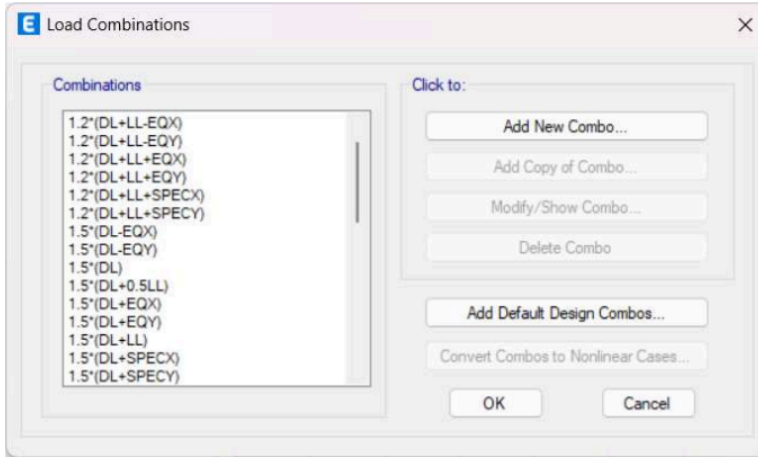 E Load Combinations
Combinations
1.2*(DL+LL-EQX)
1.2*(DL+LL-EQY)
1.2*(DL+LL+EQX)
1.2*(DL+LL+EQY)
1.2*(DL+LL+SPECX)
1.2*(DL+LL+SPECY)
1.5*(DL-EQX)
1.5*(DL-EQY)
1.5*(DL)
1.5*(DL+0.5LL)
1.5*(DL+EQX)
1.5*(DL+EQY)
1.5*(DL+LL)
1.5*(DL+SPECX)
1.5*(DL+SPECY)
Click to:
Add New Combo...
Add Copy of Combo...
Modify/Show Combo...
Delete Combo
Add Default Design Combos...
Convert Combos to Nonlinear Cases...
OK
Cancel